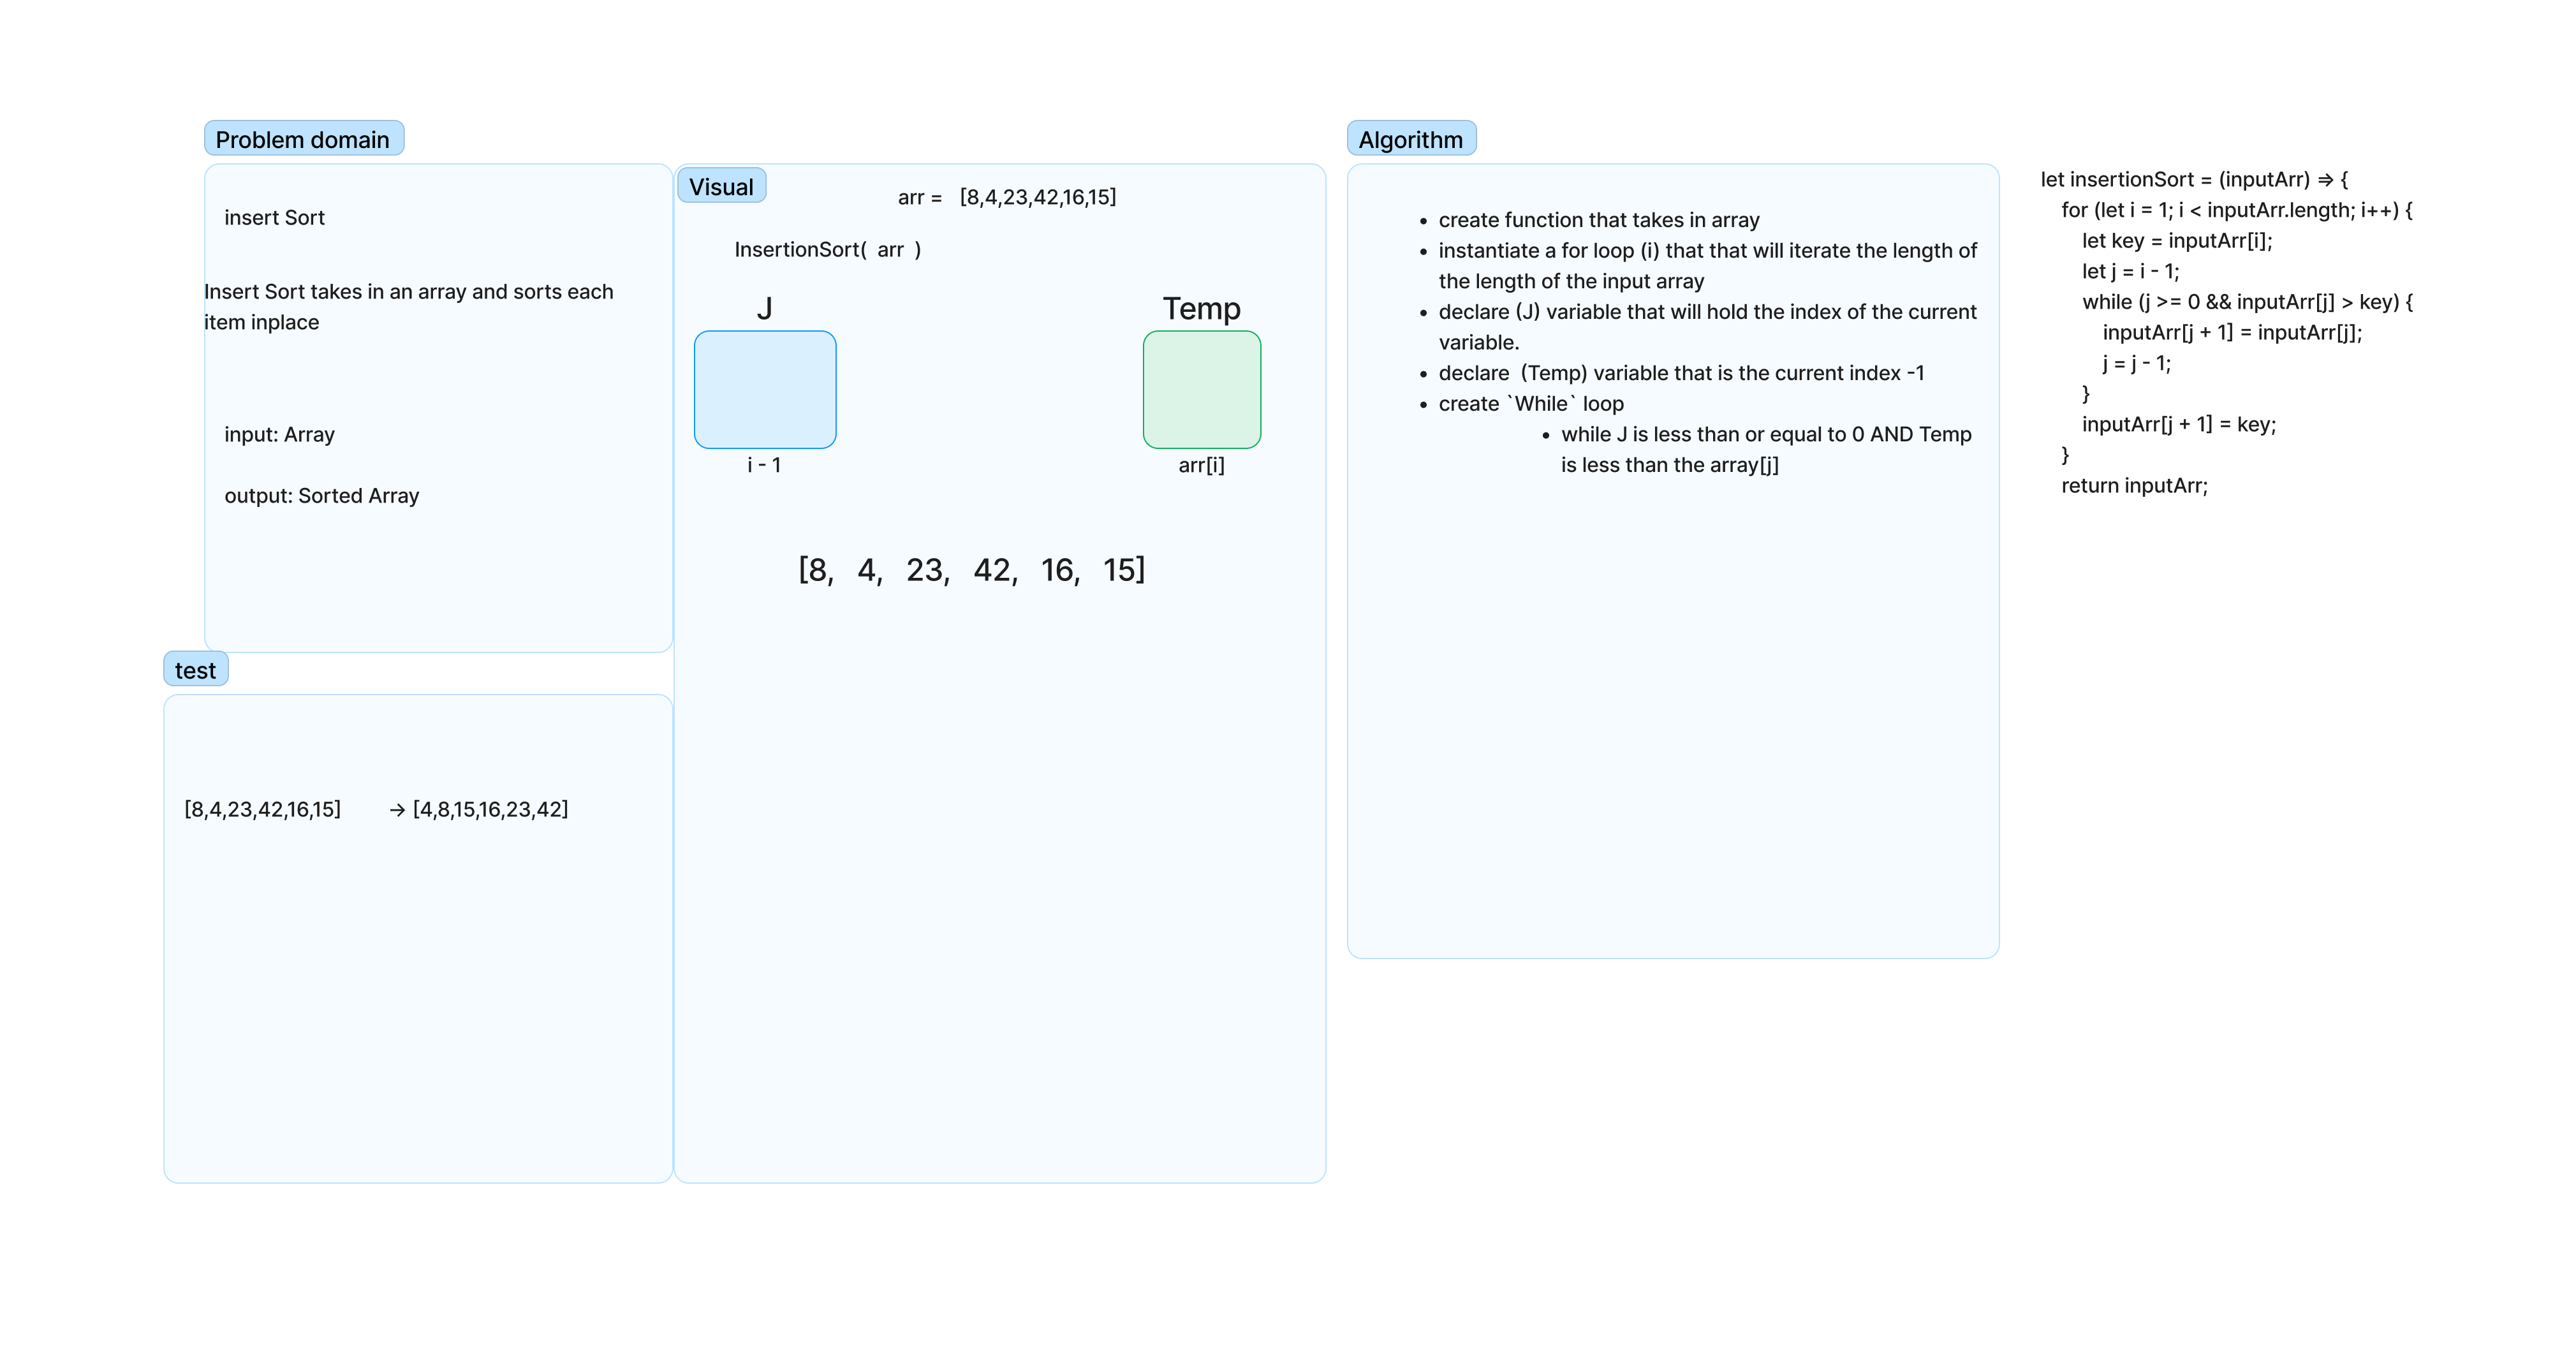 Problem domain
insert Sort
Insert Sort takes in an array and sorts each
item inplace
input: Array
output: Sorted Array
test
[8,4,23,42,16,15] → [4,8,15,16,23,42]
Visual
arr = [8,4,23,42,16,15]
InsertionSort( arr )
J
i - 1
Temp
arr[i]
[8, 4, 23, 42, 16, 15]
Algorithm
• create function that takes in array
• instantiate a for loop (i) that that will iterate the length of
the length of the input array
• declare (J) variable that will hold the index of the current
variable.
• declare (Temp) variable that is the current index -1
• create `While` loop
• while J is less than or equal to 0 AND Temp
is less than the array[j]
let insertionSort = (inputArr) => {
for (let i = 1; i < inputArr.length; i++) {
let key = inputArr[i];
let j = i - 1;
while (j >= 0 && inputArr[j] > key) {
inputArr[j + 1] = inputArr[j];
j = j - 1;
}
inputArr[j + 1] = key;
}
return inputArr;